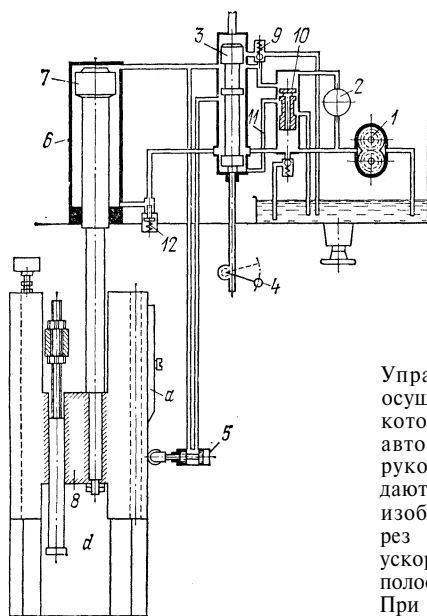 3
9
10
7
2
1
6
11
12
4
a
5
8
d
Упра
осущ
котор
авто
руко
дают
изоб
рез
ускор
полос
При